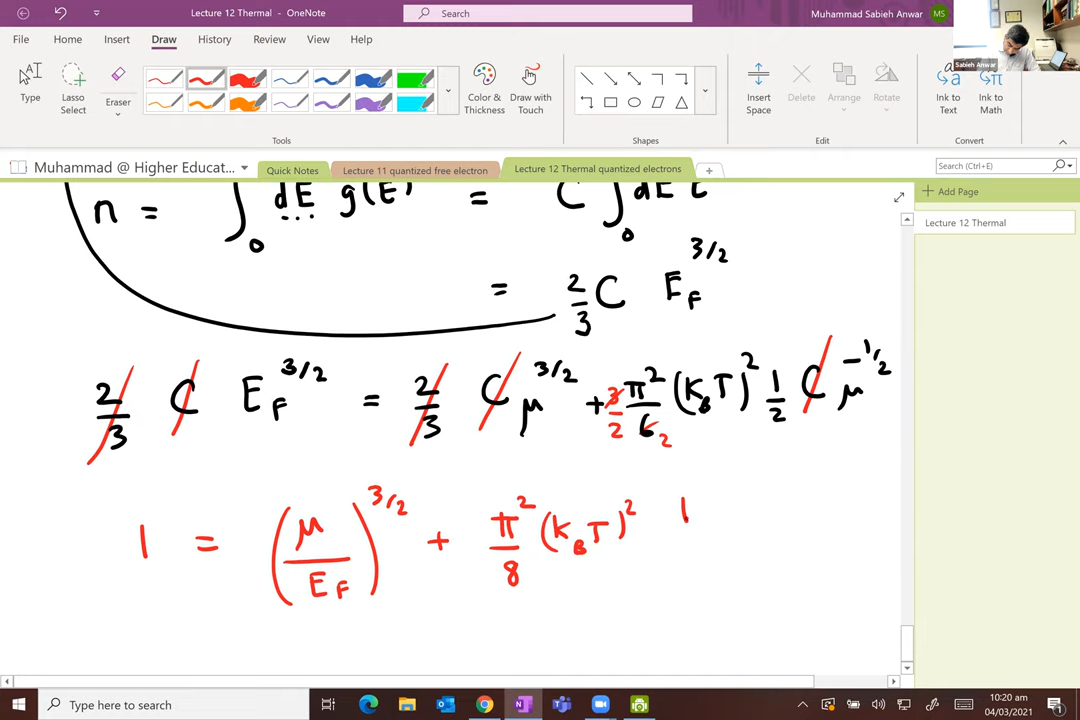 Lecture 12 Thermal - OneNote
Search
Muhammad Sabieh Anwar
MS
Sabieh Anwar
File Home Insert Draw History Review View Help
Type
Lasso Select
Eraser
Color & Thickness
Draw with Touch
Insert Space
Delete
Arrange
Rotate
Ink to Text
Ink to Math
Tools
Shapes
Edit
Convert
Muhammad @ Higher Educat...
Quick Notes
Lecture 11 quantized free electron
Lecture 12 Thermal quantized electrons
Search (Ctrl+E)
Add Page
Lecture 12 Thermal
n = ∫₀ dE g(E) = C ∫₀ dE
= 2/3 C E_F^3/2
2/3 C E_F^3/2 = 2/3 C μ^3/2 + 3/2 π²/6 2 (K_BT)² 1/2 C μ^-1/2
1 = (μ/E_F)^3/2 + π²/8 (K_BT)² 1
Type here to search
10:20 am
04/03/2021